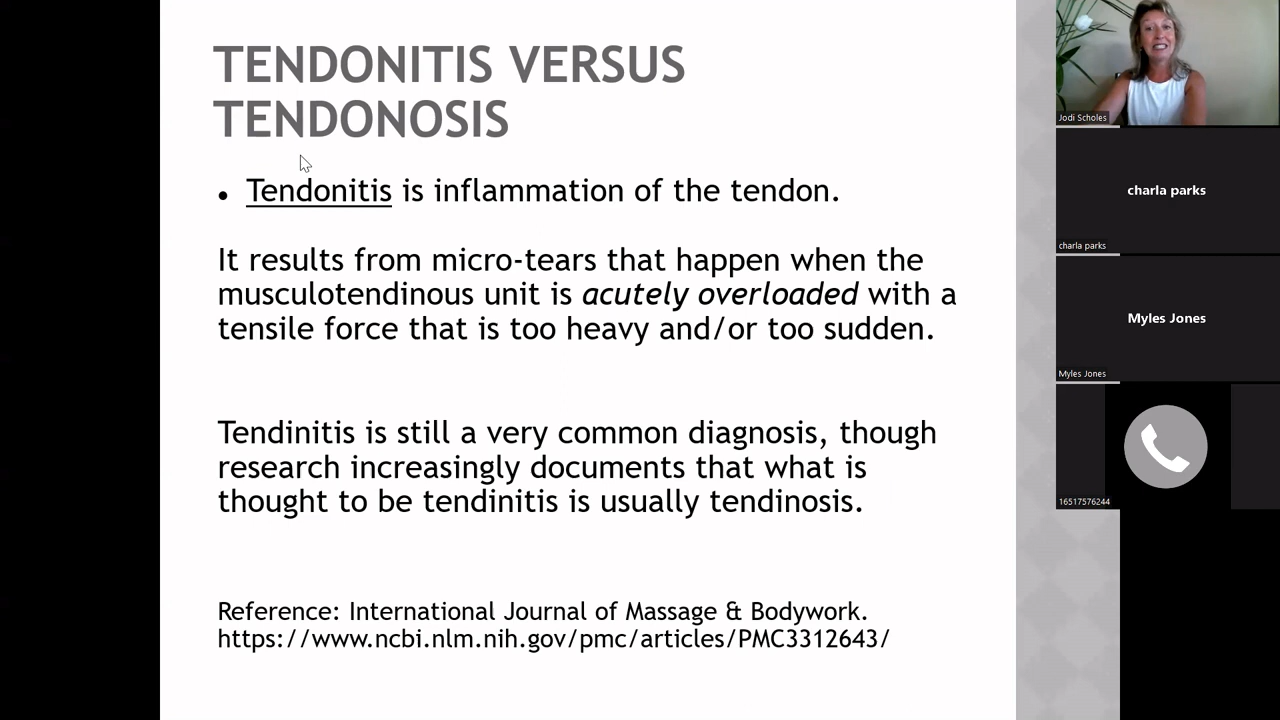 TENDONITIS VERSUS
TENDONOSIS
• Tendonitis is inflammation of the tendon.
It results from micro-tears that happen when the
musculotendinous unit is acutely overloaded with a
tensile force that is too heavy and/or too sudden.
Tendinitis is still a very common diagnosis, though
research increasingly documents that what is
thought to be tendinitis is usually tendinosis.
Reference: International Journal of Massage & Bodywork.
https://www.ncbi.nlm.nih.gov/pmc/articles/PMC3312643/
Jodi Scholes
charla parks
charla parks
Myles Jones
Myles Jones
16517576244